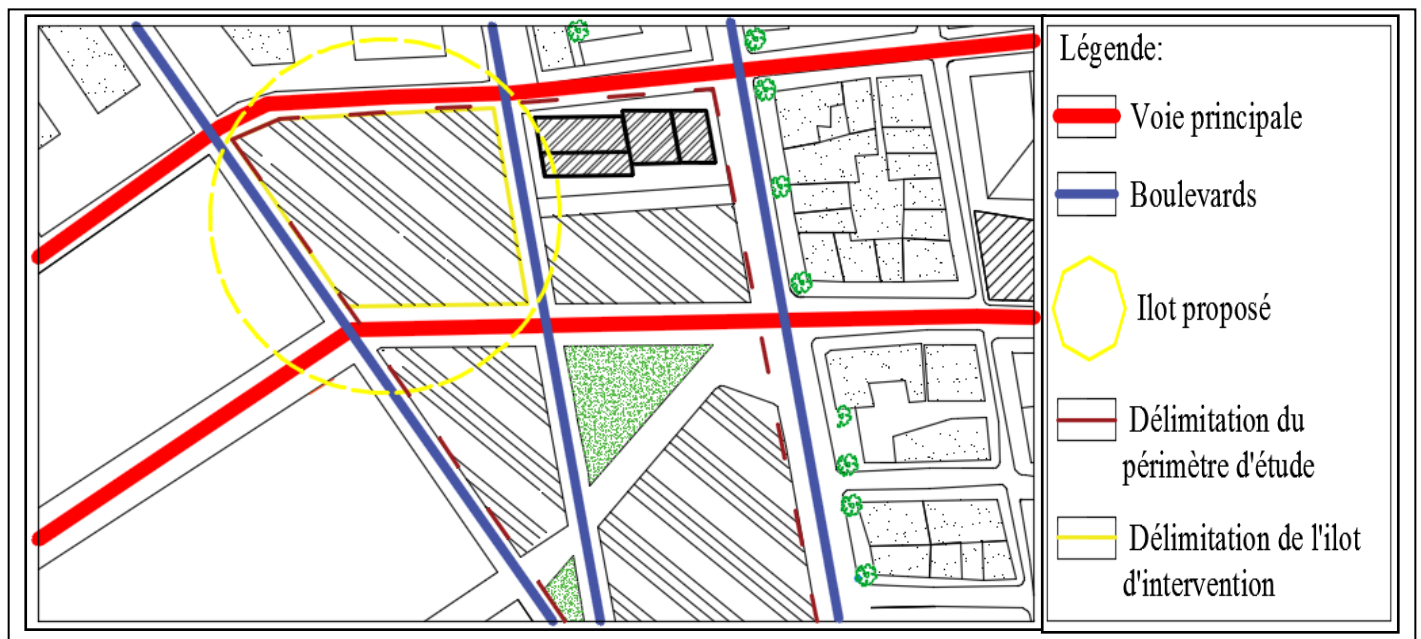 Légende:
Voie principale
Boulevards
Ilot proposé
Délimitation du
périmètre d'étude
Délimitation de l'ilot
d'intervention